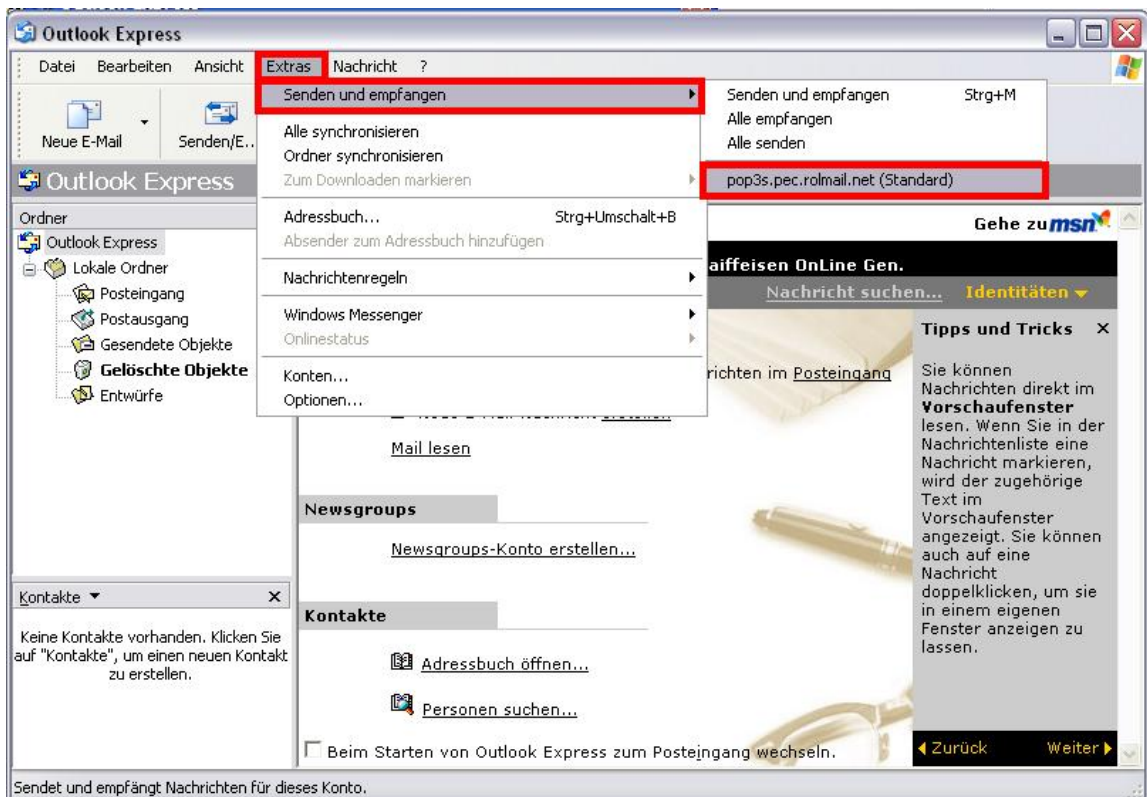 Outlook Express
Datei Bearbeiten Ansicht Extras Nachricht ?
Neue E-Mail
Senden/E...
Senden und empfangen
Alle synchronisieren
Ordner synchronisieren
Zum Downloaden markieren
Adressbuch... Strg+Umschalt+B
Absender zum Adressbuch hinzufügen
Nachrichtenregeln
Windows Messenger
Onlinestatus
Konten...
Optionen...
Senden und empfangen Strg+M
Alle empfangen
Alle senden
pop3s.pec.rolmail.net (Standard)
Outlook Express
Ordner
Outlook Express
Lokale Ordner
Posteingang
Postausgang
Gesendete Objekte
Gelöschte Objekte
Entwürfe
Kontakte
Keine Kontakte vorhanden. Klicken Sie
auf "Kontakte", um einen neuen Kontakt
zu erstellen.
Gehe zu msn
aiffeisen OnLine Gen.
Nachricht suchen... Identitäten
richten im Posteingang
Mail lesen
Newsgroups
Newsgroups-Konto erstellen...
Kontakte
Adressbuch öffnen...
Personen suchen...
Beim Starten von Outlook Express zum Posteingang wechseln.
Tipps und Tricks X
Sie können
Nachrichten direkt im
Vorschaufenster
lesen. Wenn Sie in der
Nachrichtenliste eine
Nachricht markieren,
wird der zugehörige
Text im
Vorschaufenster
angezeigt. Sie können
auch auf eine
Nachricht
doppelklicken, um sie
in einem eigenen
Fenster anzeigen zu
lassen.
Zurück Weiter
Sendet und empfängt Nachrichten für dieses Konto.